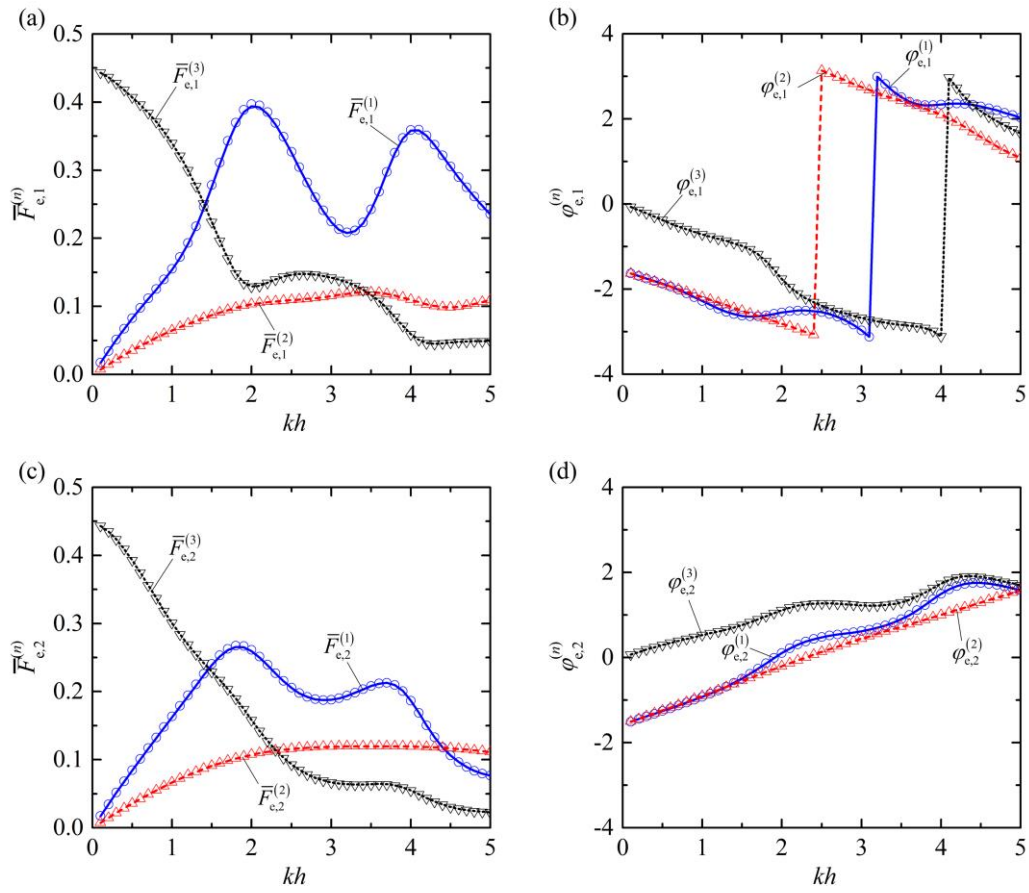 (a)
0.5
0.4
0.3
0.2
0.1
0.0
F̅e,1(n)
F̅e,1(3)
F̅e,1(1)
F̅e,1(2)
0 1 2 3 4 5
kh
(b)
4
2
0
-2
-4
φe,1(n)
φe,1(2)
φe,1(1)
φe,1(3)
0 1 2 3 4 5
kh
(c)
0.5
0.4
0.3
0.2
0.1
0.0
F̅e,2(n)
F̅e,2(3)
F̅e,2(1)
F̅e,2(2)
0 1 2 3 4 5
kh
(d)
4
2
0
-2
-4
φe,2(n)
φe,2(3)
φe,2(1)
φe,2(2)
0 1 2 3 4 5
kh